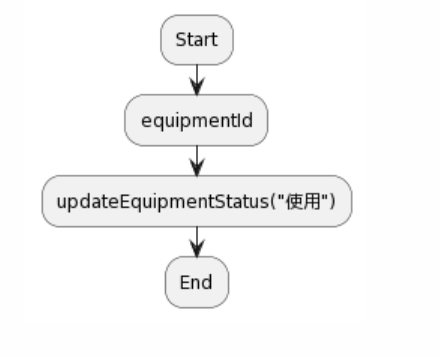 Start
equipmentId
updateEquipmentStatus("使用")
End